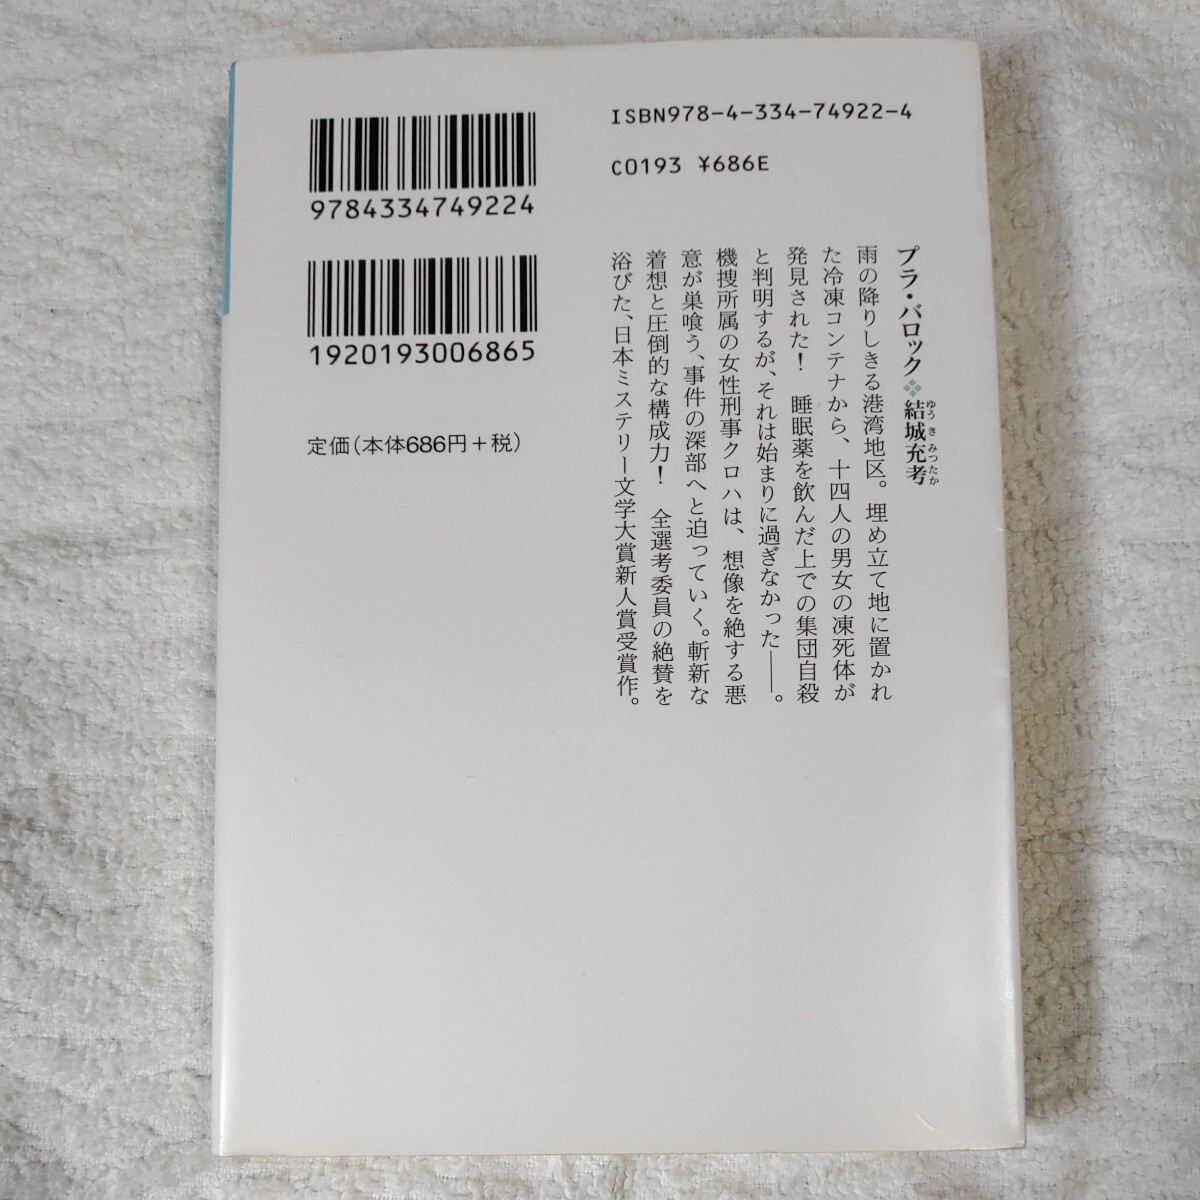 ISBN978-4-334-74922-4
C0193 ¥686E
9784334749224
1920193006865
定価(本体686円+税)
プラ・バロック❖結城充考
ゆうきみつたか
雨の降りしきる港湾地区。埋め立て地に置かれ
た冷凍コンテナから、十四人の男女の凍死体が
発見された! 睡眠薬を飲んだ上での集団自殺
と判明するが、それは始まりに過ぎなかった――。
機捜所属の女性刑事クロハは、想像を絶する悪
意が巣喰う、事件の深部へと迫っていく。斬新な
着想と圧倒的な構成力! 全選考委員の絶賛を
浴びた、日本ミステリー文学大賞新人賞受賞作。